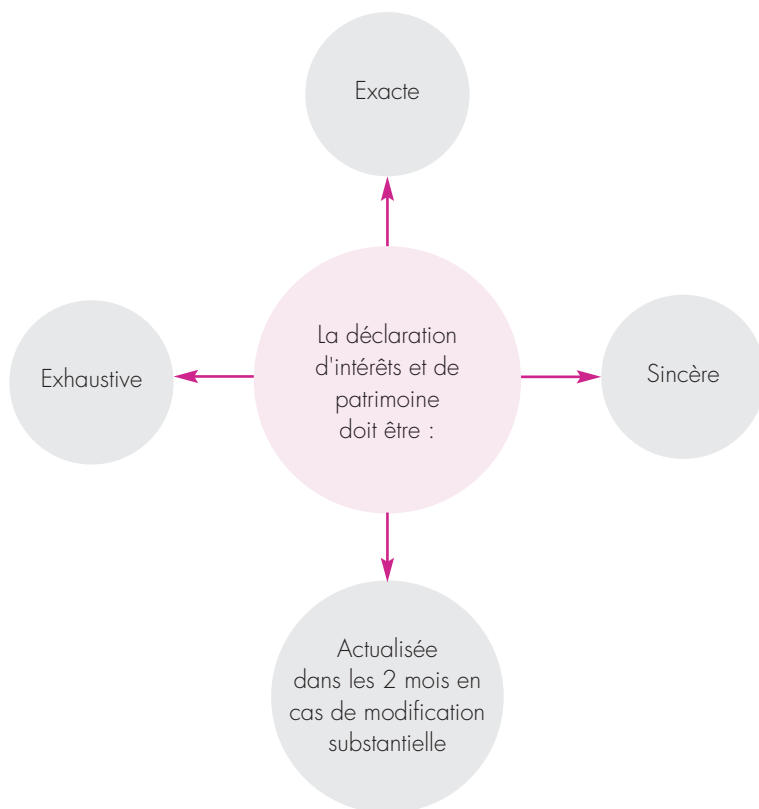 Exacte
La déclaration
d'intérêts et de
patrimoine
doit être :
Exhaustive
Sincère
Actualisée
dans les 2 mois en
cas de modification
substantielle